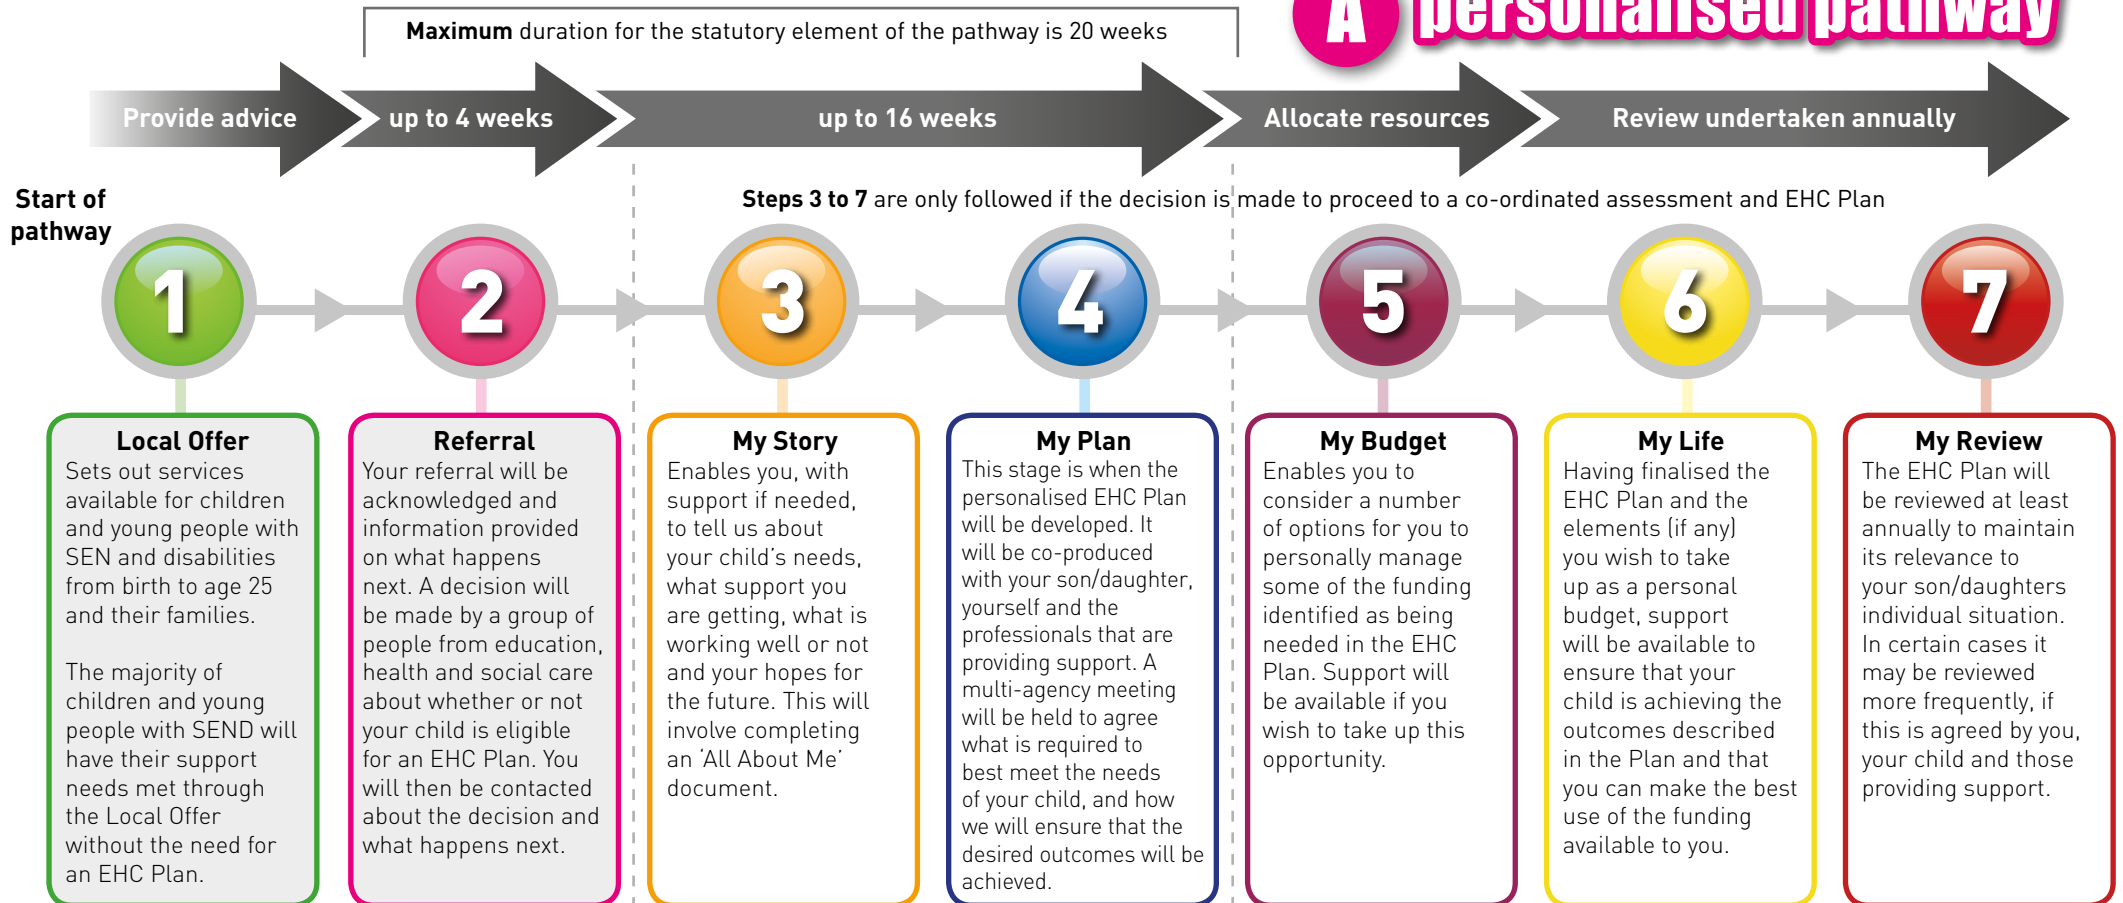 A personalised pathway
Maximum duration for the statutory element of the pathway is 20 weeks
Provide advice
up to 4 weeks
up to 16 weeks
Allocate resources
Review undertaken annually
Start of
pathway
Steps 3 to 7 are only followed if the decision is made to proceed to a co-ordinated assessment and EHC Plan
1
2
3
4
5
6
7
Local Offer
Sets out services
available for children
and young people with
SEN and disabilities
from birth to age 25
and their families.
The majority of
children and young
people with SEND will
have their support
needs met through
the Local Offer
without the need for
an EHC Plan.
Referral
Your referral will be
acknowledged and
information provided
on what happens
next. A decision will
be made by a group of
people from education,
health and social care
about whether or not
your child is eligible
for an EHC Plan. You
will then be contacted
about the decision and
what happens next.
My Story
Enables you, with
support if needed,
to tell us about
your child’s needs,
what support you
are getting, what is
working well or not
and your hopes for
the future. This will
involve completing
an ‘All About Me’
document.
My Plan
This stage is when the
personalised EHC Plan
will be developed. It
will be co-produced
with your son/daughter,
yourself and the
professionals that are
providing support. A
multi-agency meeting
will be held to agree
what is required to
best meet the needs
of your child, and how
we will ensure that the
desired outcomes will be
achieved.
My Budget
Enables you to
consider a number
of options for you to
personally manage
some of the funding
identified as being
needed in the EHC
Plan. Support will
be available if you
wish to take up this
opportunity.
My Life
Having finalised the
EHC Plan and the
elements (if any)
you wish to take
up as a personal
budget, support
will be available to
ensure that your
child is achieving the
outcomes described
in the Plan and that
you can make the best
use of the funding
available to you.
My Review
The EHC Plan will
be reviewed at least
annually to maintain
its relevance to
your son/daughters
individual situation.
In certain cases it
may be reviewed
more frequently, if
this is agreed by you,
your child and those
providing support.